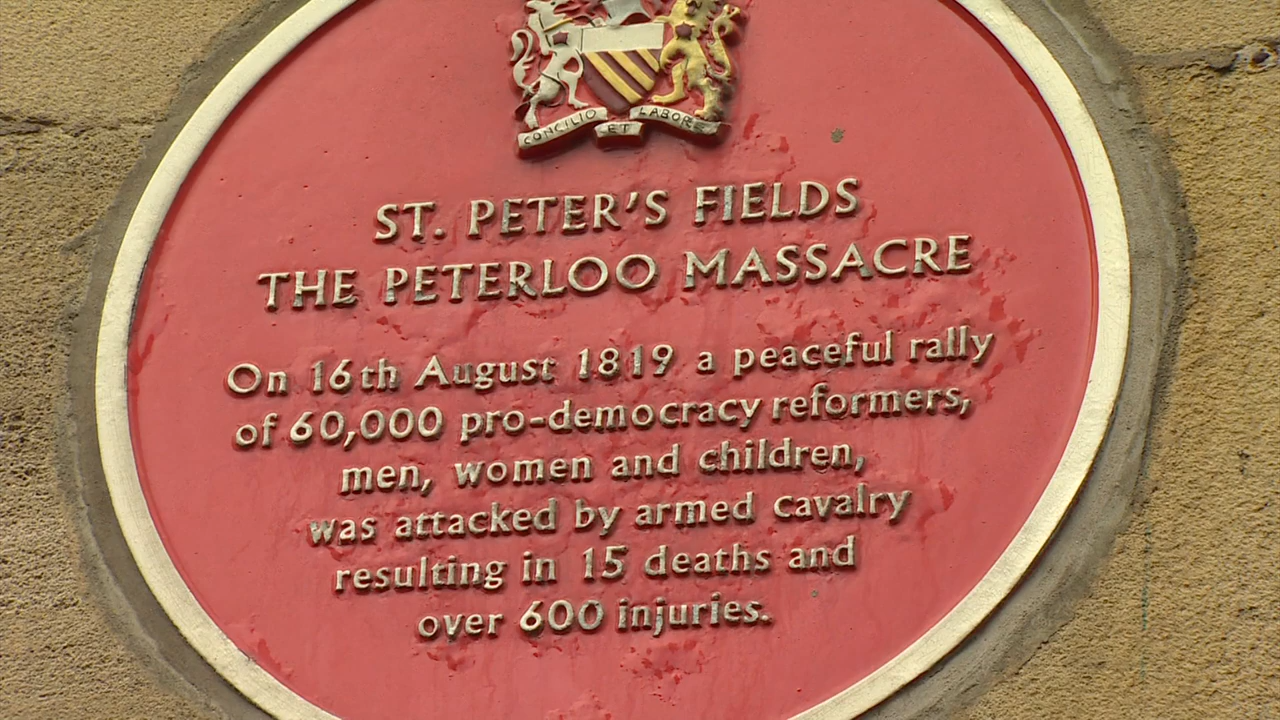 CONCILIO ET LABORE
ST. PETER'S FIELDS
THE PETERLOO MASSACRE
On 16th August 1819 a peaceful rally
of 60,000 pro-democracy reformers,
men, women and children,
was attacked by armed cavalry
resulting in 15 deaths and
over 600 injuries.